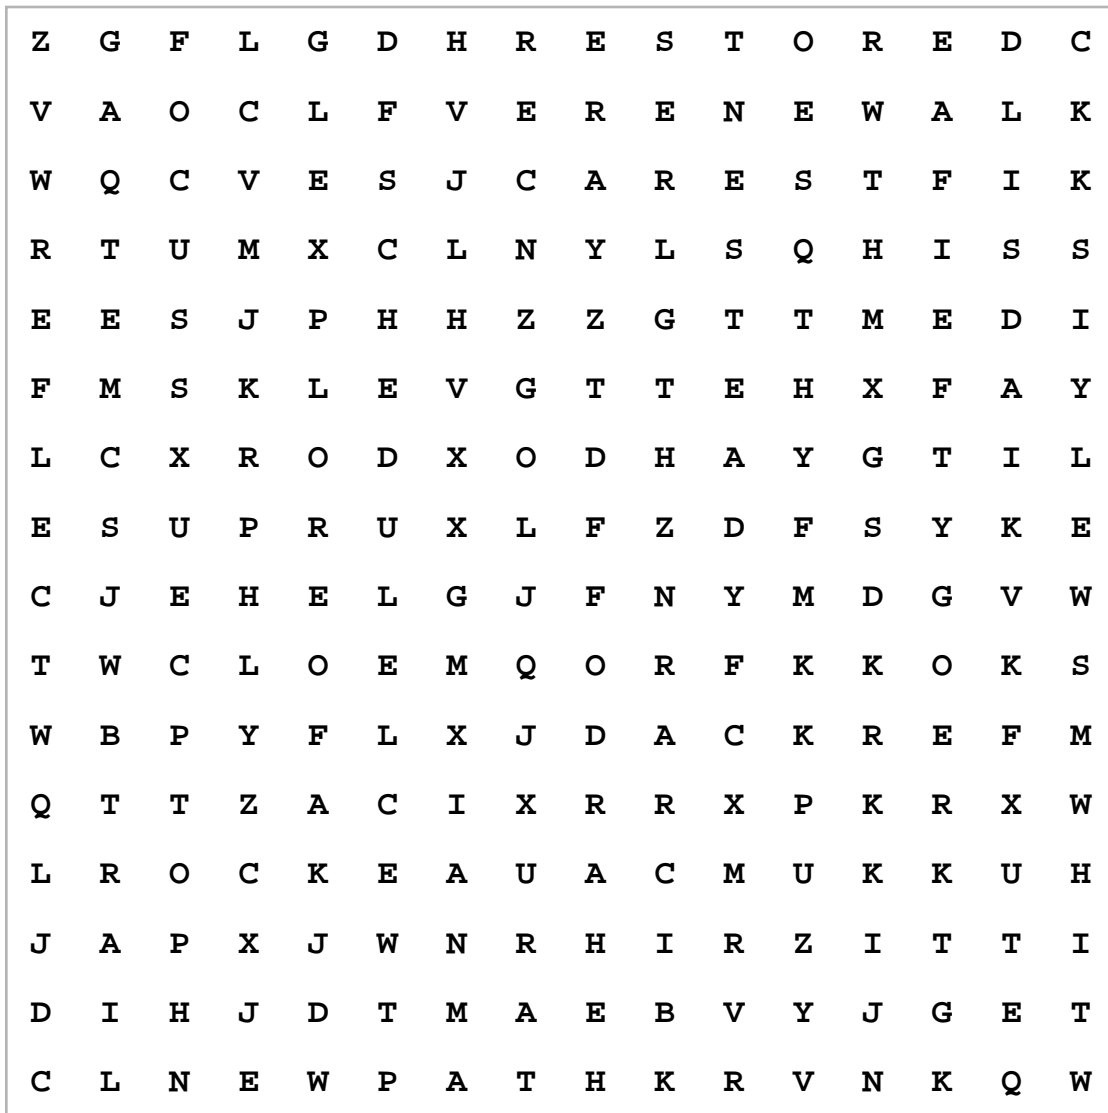 Z G F L G D H R E S T O R E D C
V A O C L F V E R E N E W A L K
W Q C V E S J C A R E S T F I K
R T U M X C L N Y L S Q H I S S
E E S J P H H Z Z G T T M E D I
F M S K L E V G T T E H X F A Y
L C X R O D X O D H A Y G T I L
E S U P R U X L F Z D F S Y K E
C J E H E L G J F N Y M D G V W
T W C L O E M Q O R F K K O K S
W B P Y F L X J D A C K R E F M
Q T T Z A C I X R R X P K R X W
L R O C K E A U A C M U K K U H
J A P X J W N R H I R Z I T T I
D I H J D T M A E B V Y J G E T
C L N E W P A T H K R V N K Q W